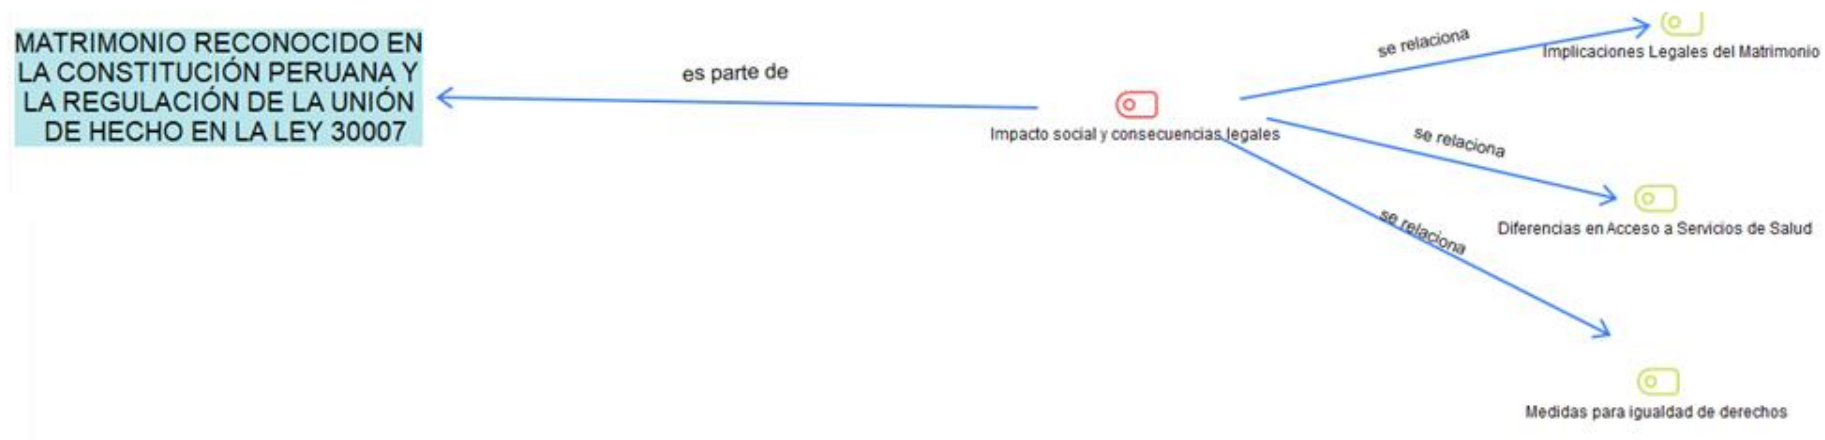 MATRIMONIO RECONOCIDO EN
LA CONSTITUCIÓN PERUANA Y
LA REGULACIÓN DE LA UNIÓN
DE HECHO EN LA LEY 30007
es parte de
Impacto social y consecuencias legales
se relaciona
Implicaciones Legales del Matrimonio
se relaciona
Diferencias en Acceso a Servicios de Salud
se relaciona
Medidas para igualdad de derechos